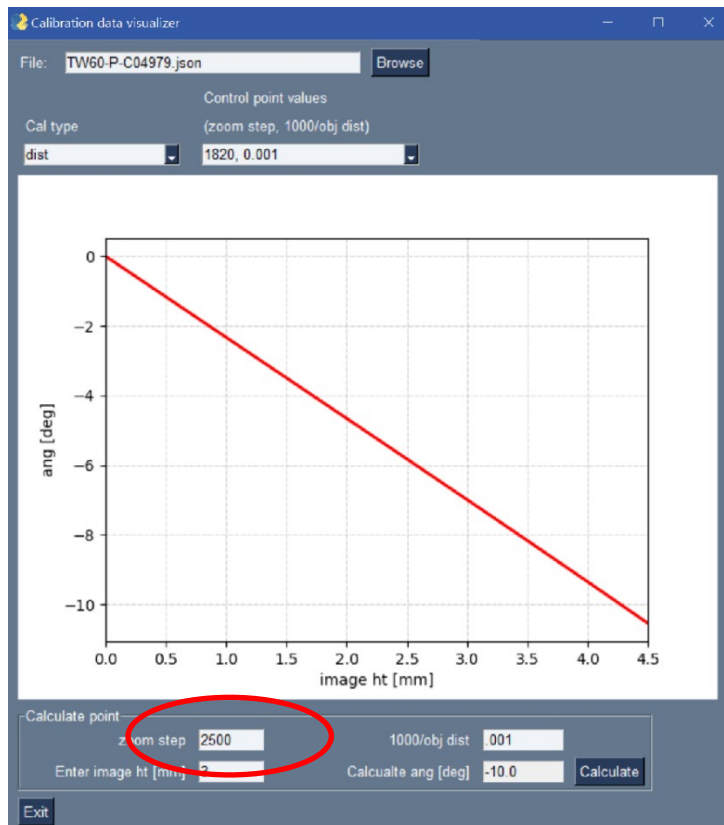 Calibration data visualizer
File: TW60-P-C04979.json Browse
Control point values
Cal type (zoom step, 1000/obj dist)
dist 1820, 0.001
0
−2
−4
−6
−8
−10
ang [deg]
0.0 0.5 1.0 1.5 2.0 2.5 3.0 3.5 4.0 4.5
image ht [mm]
Calculate point
zoom step 2500 1000/obj dist .001
Enter image ht [mm] Calcualte ang [deg] -10.0 Calculate
Exit